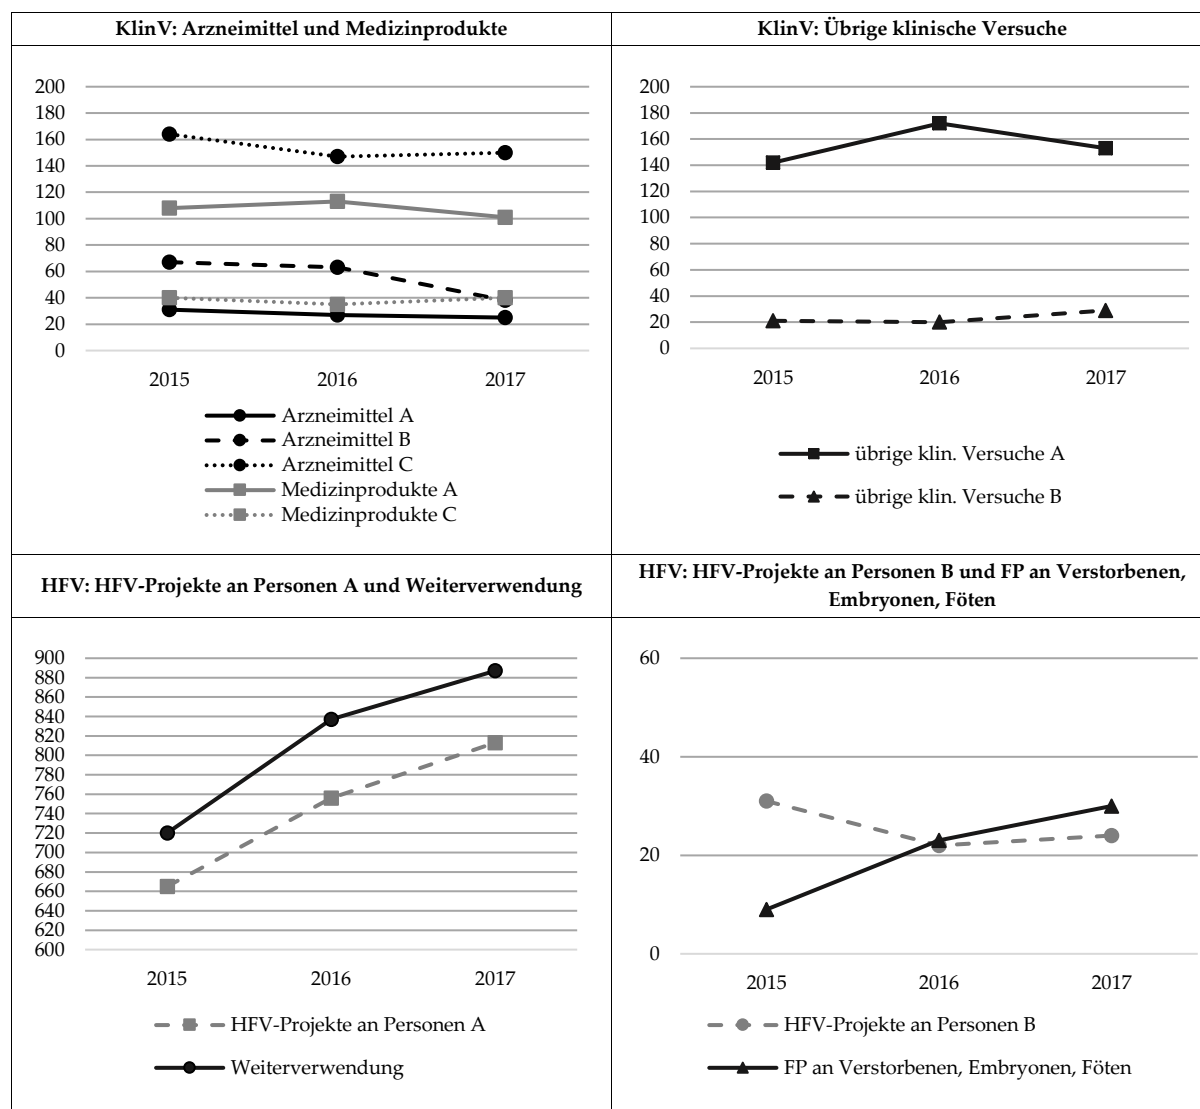 KlinV: Arzneimittel und Medizinprodukte
200
180
160
140
120
100
80
60
40
20
0
2015 2016 2017
Arzneimittel A
Arzneimittel B
Arzneimittel C
Medizinprodukte A
Medizinprodukte C
KlinV: Übrige klinische Versuche
200
180
160
140
120
100
80
60
40
20
0
2015 2016 2017
übrige klin. Versuche A
übrige klin. Versuche B
HFV: HFV-Projekte an Personen A und Weiterverwendung
900
880
860
840
820
800
780
760
740
720
700
680
660
640
620
600
2015 2016 2017
HFV-Projekte an Personen A
Weiterverwendung
HFV: HFV-Projekte an Personen B und FP an Verstorbenen,
Embryonen, Föten
60
40
20
0
2015 2016 2017
HFV-Projekte an Personen B
FP an Verstorbenen, Embryonen, Föten